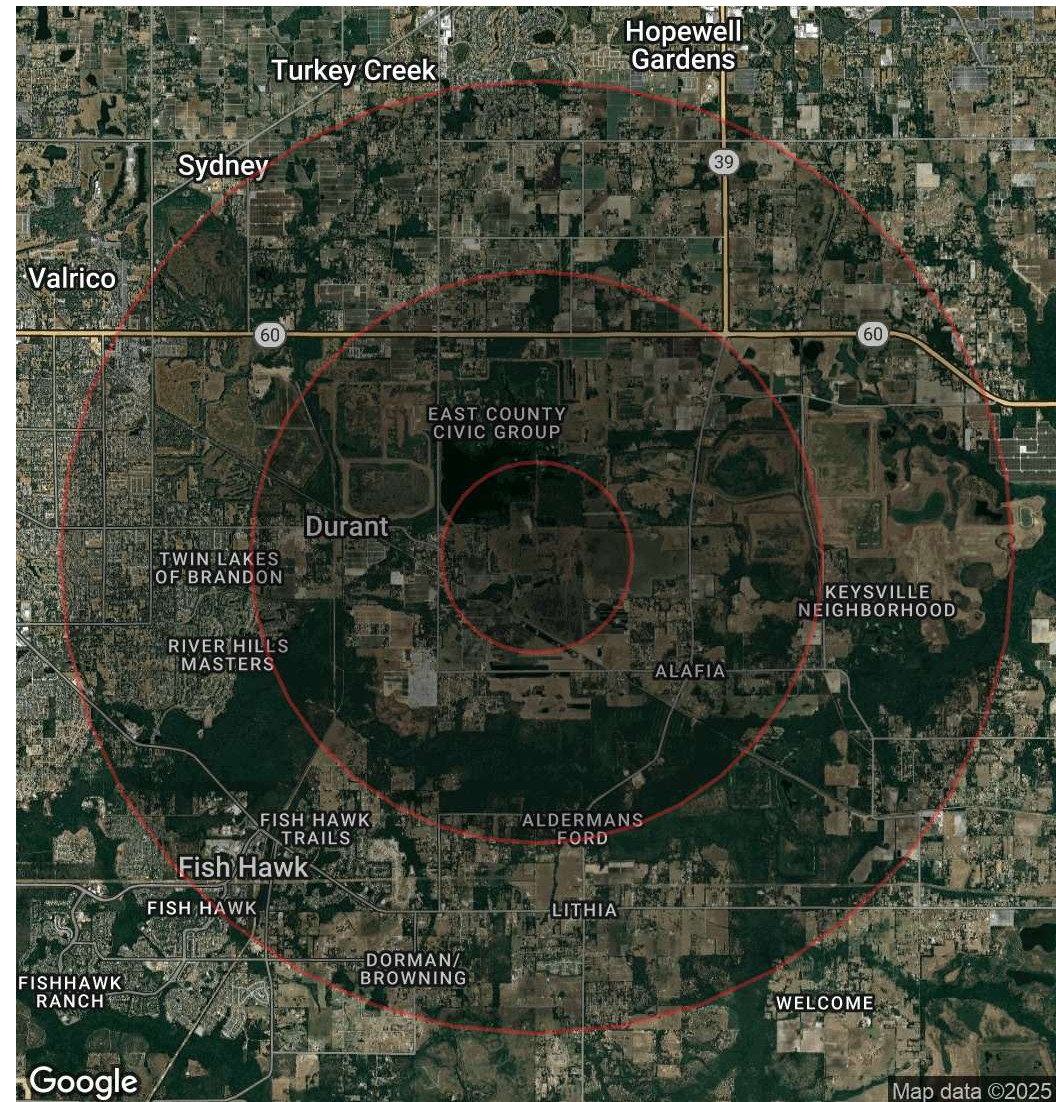 Hopewell
Gardens
Turkey Creek
39
Sydney
Valrico
60
60
EAST COUNTY
CIVIC GROUP
Durant
TWIN LAKES
OF BRANDON
KEYSVILLE
NEIGHBORHOOD
RIVER HILLS
MASTERS
ALAFIA
FISH HAWK
TRAILS
ALDERMANS
FORD
Fish Hawk
FISH HAWK
LITHIA
DORMAN/
BROWNING
FISHHAWK
RANCH
WELCOME
Google
Map data ©2025